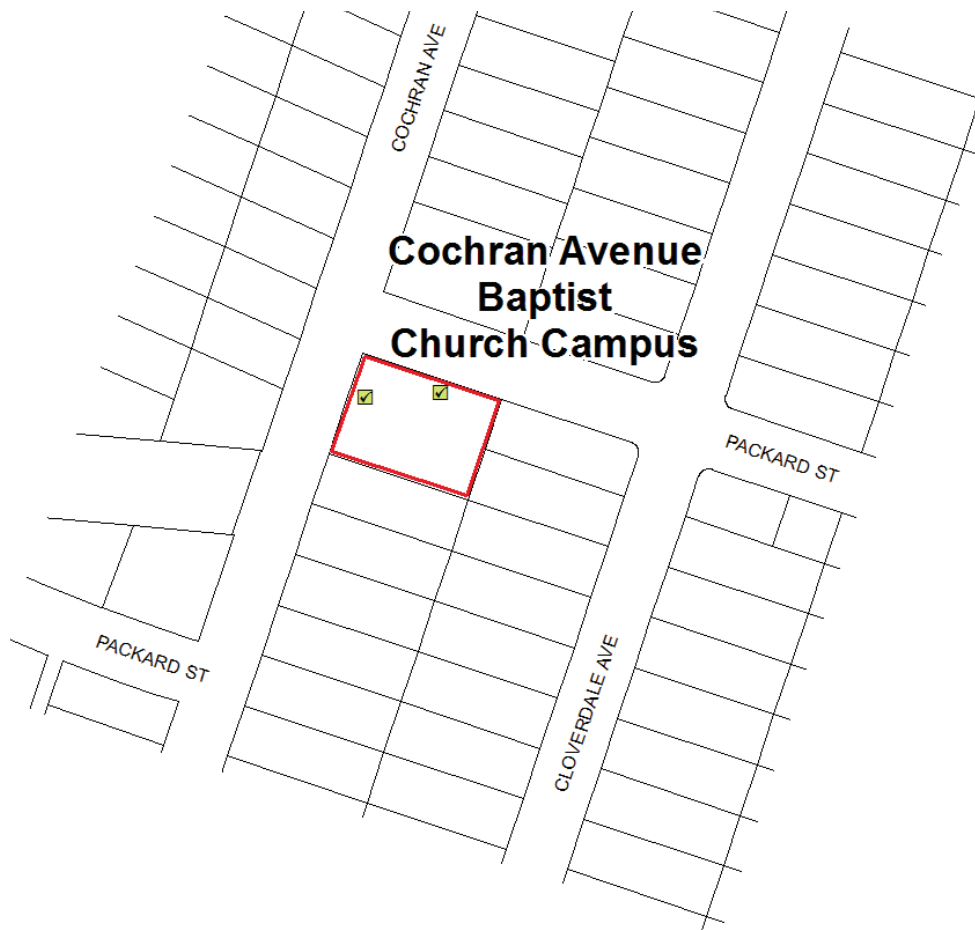 COCHRAN AVE
Cochran Avenue
Baptist
Church Campus
PACKARD ST
PACKARD ST
CLOVERDALE AVE